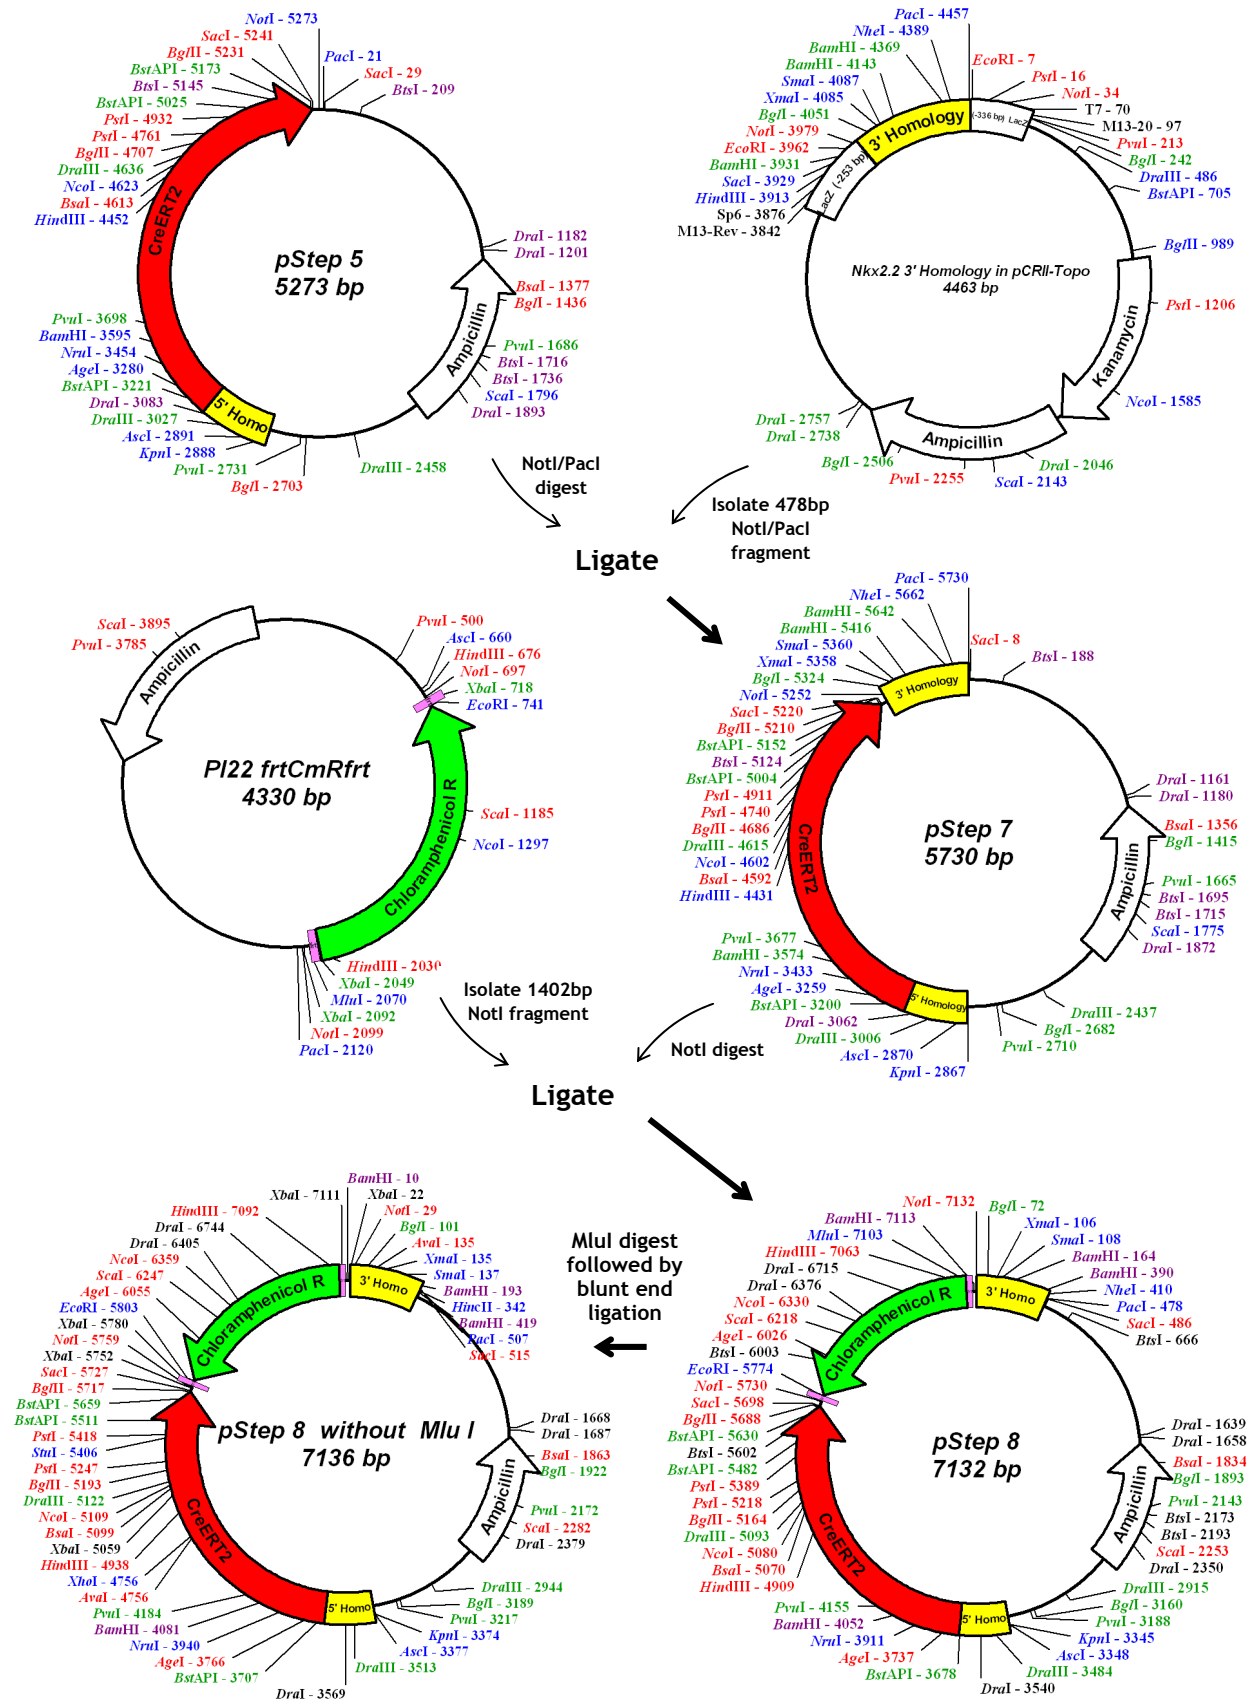 NotI - 5273
SacI - 5241
BglII - 5231
BstAPI - 5173
BtsI - 5145
BstAPI - 5025
PstI - 4932
PstI - 4761
BglII - 4707
DraIII - 4636
NcoI - 4623
BsaI - 4613
HindIII - 4452
PvuI - 3698
BamHI - 3595
NruI - 3454
AgeI - 3280
BstAPI - 3221
DraI - 3083
DraIII - 3027
AscI - 2891
KpnI - 2888
PvuI - 2731
BglI - 2703
PacI - 21
SacI - 29
BtsI - 209
DraI - 1182
DraI - 1201
BsaI - 1377
BglI - 1436
PvuI - 1686
BtsI - 1716
BtsI - 1736
ScaI - 1796
DraI - 1893
DraIII - 2458
CreERT2
5' Homo
Ampicillin
pStep 5
5273 bp
PacI - 4457
NheI - 4389
BamHI - 4369
BamHI - 4143
SmaI - 4087
XmaI - 4085
BglI - 4051
NotI - 3979
EcoRI - 3962
BamHI - 3931
SacI - 3929
HindIII - 3913
Sp6 - 3876
M13-Rev - 3842
EcoRI - 7
PstI - 16
NotI - 34
T7 - 70
M13-20 - 97
PvuI - 213
BglI - 242
DraIII - 486
BstAPI - 705
BglII - 989
PstI - 1206
NcoI - 1585
DraI - 2046
ScaI - 2143
PvuI - 2255
BglI - 2506
DraI - 2738
DraI - 2757
3' Homology
(-336 bp) LacZ
LacZ (-253 bp)
Kanamycin
Ampicillin
Nkx2.2 3' Homology in pCRII-Topo
4463 bp
NotI/PacI
digest
Isolate 478bp
NotI/PacI
fragment
Ligate
ScaI - 3895
PvuI - 3785
PvuI - 500
AscI - 660
HindIII - 676
NotI - 697
XbaI - 718
EcoRI - 741
ScaI - 1185
NcoI - 1297
HindIII - 2030
XbaI - 2049
MluI - 2070
XbaI - 2092
NotI - 2099
PacI - 2120
Ampicillin
Chloramphenicol R
Pl22 frtCmRfrt
4330 bp
PacI - 5730
NheI - 5662
BamHI - 5642
BamHI - 5416
SmaI - 5360
XmaI - 5358
BglI - 5324
NotI - 5252
SacI - 5220
BglII - 5210
BstAPI - 5152
BtsI - 5124
BstAPI - 5004
PstI - 4911
PstI - 4740
BglII - 4686
DraIII - 4615
NcoI - 4602
BsaI - 4592
HindIII - 4431
PvuI - 3677
BamHI - 3574
NruI - 3433
AgeI - 3259
BstAPI - 3200
DraI - 3062
DraIII - 3006
AscI - 2870
KpnI - 2867
SacI - 8
BtsI - 188
DraI - 1161
DraI - 1180
BsaI - 1356
BglI - 1415
PvuI - 1665
BtsI - 1695
BtsI - 1715
ScaI - 1775
DraI - 1872
DraIII - 2437
BglI - 2682
PvuI - 2710
3' Homology
CreERT2
5' Homology
Ampicillin
pStep 7
5730 bp
Isolate 1402bp
NotI fragment
NotI digest
Ligate
BamHI - 10
XbaI - 7111
XbaI - 22
HindIII - 7092
NotI - 29
DraI - 6744
BglI - 101
DraI - 6405
AvaI - 135
NcoI - 6359
XmaI - 135
ScaI - 6247
SmaI - 137
AgeI - 6055
BamHI - 193
EcoRI - 5803
HincII - 342
XbaI - 5780
BamHI - 419
NotI - 5759
PacI - 507
XbaI - 5752
SacI - 515
SacI - 5727
BglII - 5717
BstAPI - 5659
BstAPI - 5511
PstI - 5418
StuI - 5406
PstI - 5247
BglII - 5193
DraIII - 5122
NcoI - 5109
BsaI - 5099
XbaI - 5059
HindIII - 4938
XhoI - 4756
AvaI - 4756
PvuI - 4184
BamHI - 4081
NruI - 3940
AgeI - 3766
BstAPI - 3707
DraI - 3569
DraI - 1668
DraI - 1687
BsaI - 1863
BglI - 1922
PvuI - 2172
ScaI - 2282
DraI - 2379
DraIII - 2944
BglI - 3189
PvuI - 3217
KpnI - 3374
AscI - 3377
DraIII - 3513
Chloramphenicol R
3' Homo
CreERT2
5' Homo
Ampicillin
pStep 8 without Mlu I
7136 bp
MluI digest
followed by
blunt end
ligation
NotI - 7132
BamHI - 7113
MluI - 7103
HindIII - 7063
DraI - 6715
DraI - 6376
NcoI - 6330
ScaI - 6218
AgeI - 6026
BtsI - 6003
EcoRI - 5774
NotI - 5730
SacI - 5698
BglII - 5688
BstAPI - 5630
BtsI - 5602
BstAPI - 5482
PstI - 5389
PstI - 5218
BglII - 5164
DraIII - 5093
NcoI - 5080
BsaI - 5070
HindIII - 4909
PvuI - 4155
BamHI - 4052
NruI - 3911
AgeI - 3737
BstAPI - 3678
DraI - 3540
BglI - 72
XmaI - 106
SmaI - 108
BamHI - 164
BamHI - 390
NheI - 410
PacI - 478
SacI - 486
BtsI - 666
DraI - 1639
DraI - 1658
BsaI - 1834
BglI - 1893
PvuI - 2143
BtsI - 2173
BtsI - 2193
ScaI - 2253
DraI - 2350
DraIII - 2915
BglI - 3160
PvuI - 3188
KpnI - 3345
AscI - 3348
DraIII - 3484
Chloramphenicol R
3' Homo
CreERT2
5' Homo
Ampicillin
pStep 8
7132 bp